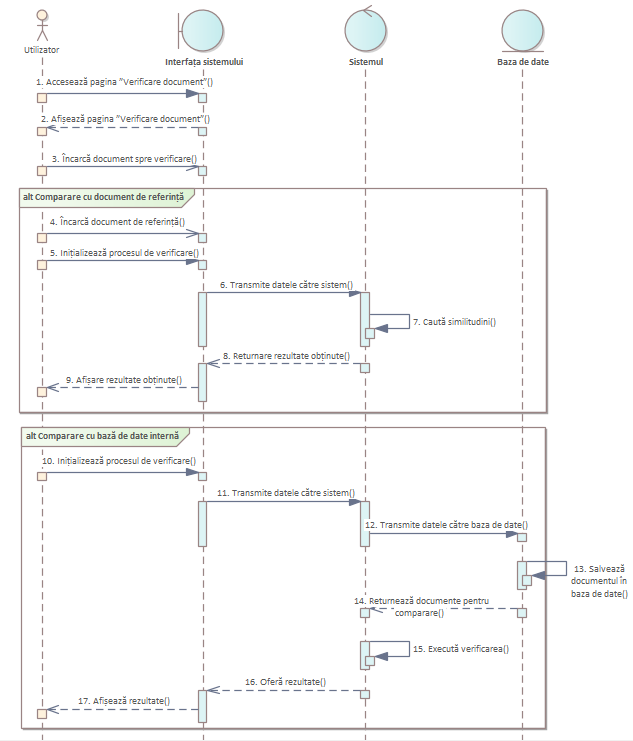 Utilizator
Interfața sistemului
Sistemul
Baza de date
1. Accesează pagina "Verificare document"()
2. Afișează pagina "Verificare document"()
3. Încarcă document spre verificare()
alt Comparare cu document de referință
4. Încarcă document de referință()
5. Inițializează procesul de verificare()
6. Transmite datele către sistem()
7. Caută similitudini()
8. Returnare rezultate obținute()
9. Afișare rezultate obținute()
alt Comparare cu bază de date internă
10. Inițializează procesul de verificare()
11. Transmite datele către sistem()
12. Transmite datele către baza de date()
13. Salvează
documentul în
baza de date()
14. Returnează documente pentru
comparare()
15. Execută verificarea()
16. Oferă rezultate()
17. Afișează rezultate()